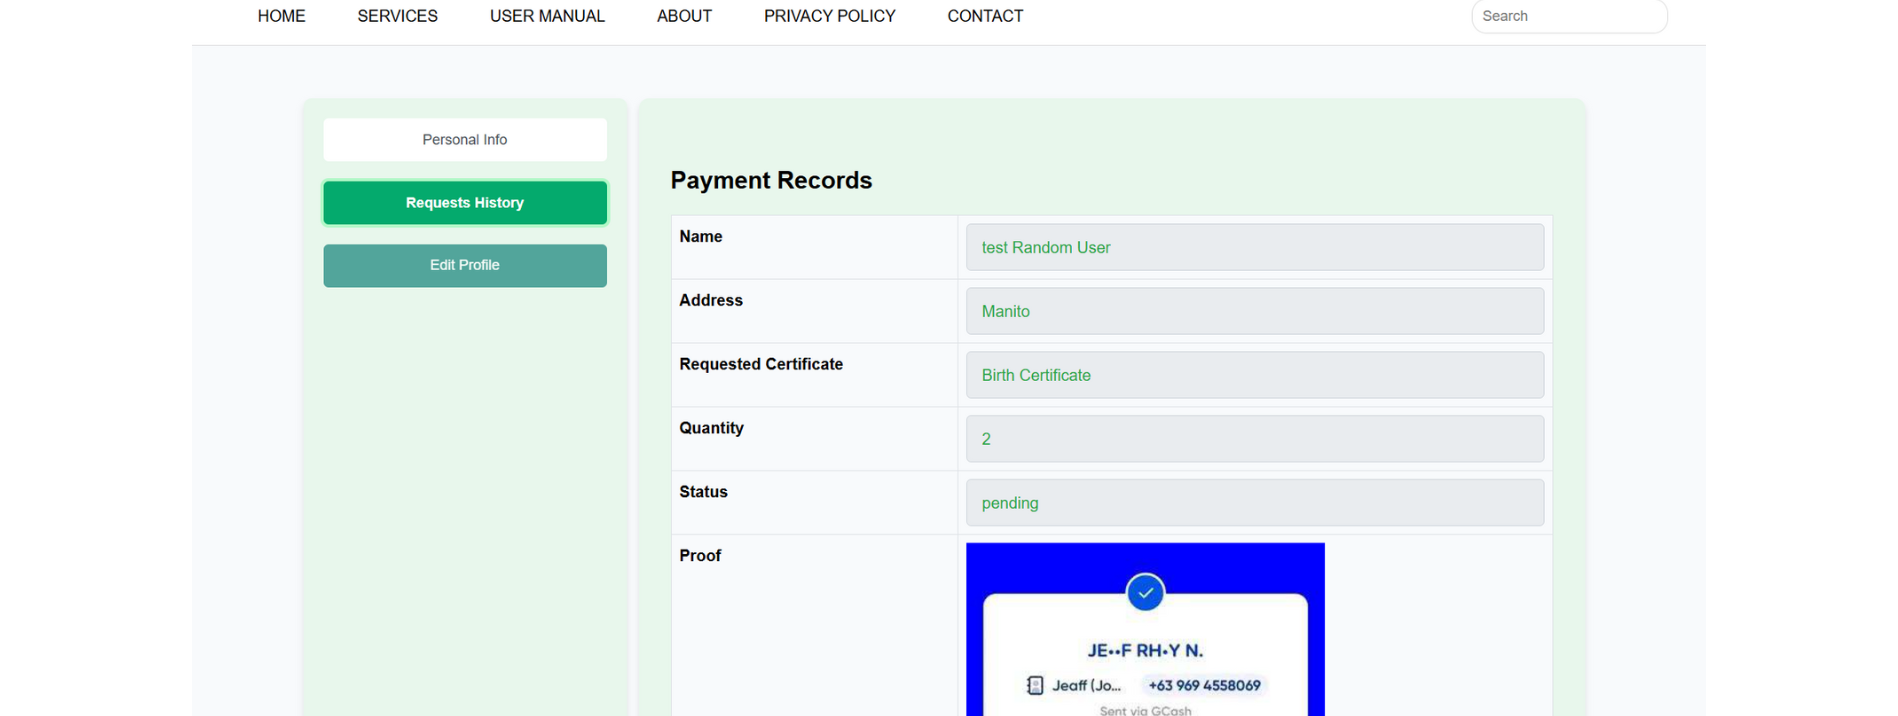 HOME SERVICES USER MANUAL ABOUT PRIVACY POLICY CONTACT Search
Personal Info
Requests History
Edit Profile
Payment Records
Name test Random User
Address Manito
Requested Certificate Birth Certificate
Quantity 2
Status pending
Proof
JE••F RH•Y N.
Jeaff (Jo... +63 969 4558069
Sent via GCash